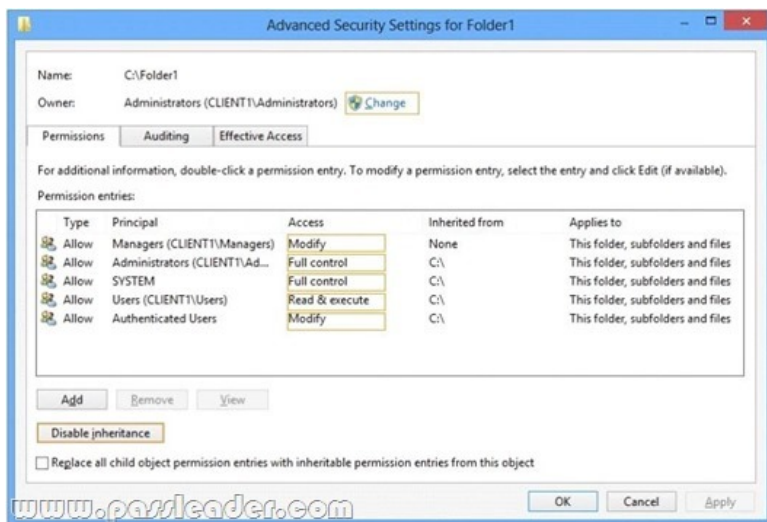 Advanced Security Settings for Folder1
Name: C:\Folder1
Owner: Administrators (CLIENT1\Administrators) Change
Permissions Auditing Effective Access
For additional information, double-click a permission entry. To modify a permission entry, select the entry and click Edit (if available).
Permission entries:
Type Principal Access Inherited from Applies to
Allow Managers (CLIENT1\Managers) Modify None This folder, subfolders and files
Allow Administrators (CLIENT1\Ad... Full control C:\ This folder, subfolders and files
Allow SYSTEM Full control C:\ This folder, subfolders and files
Allow Users (CLIENT1\Users) Read & execute C:\ This folder, subfolders and files
Allow Authenticated Users Modify C:\ This folder, subfolders and files
Add Remove View
Disable inheritance
Replace all child object permission entries with inheritable permission entries from this object
OK Cancel Apply
www.passleader.com